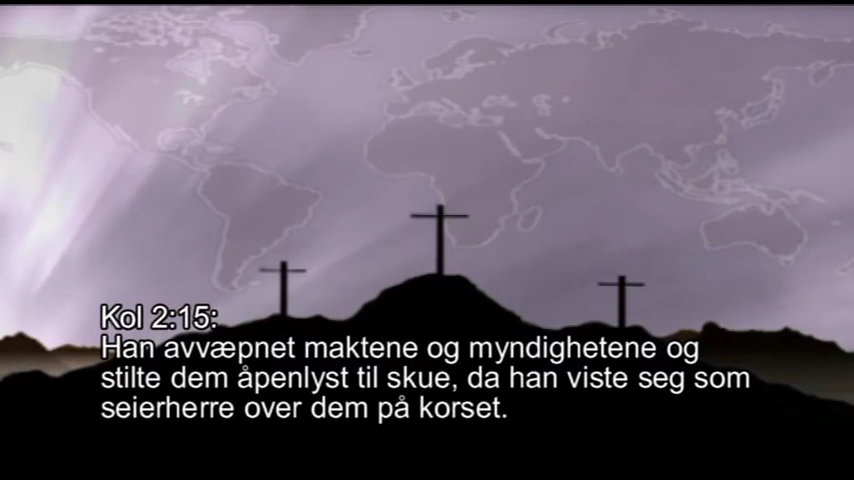 Kol 2:15:
Han avvæpnet maktene og myndighetene og
stilte dem åpenlyst til skue, da han viste seg som
seierherre over dem på korset.